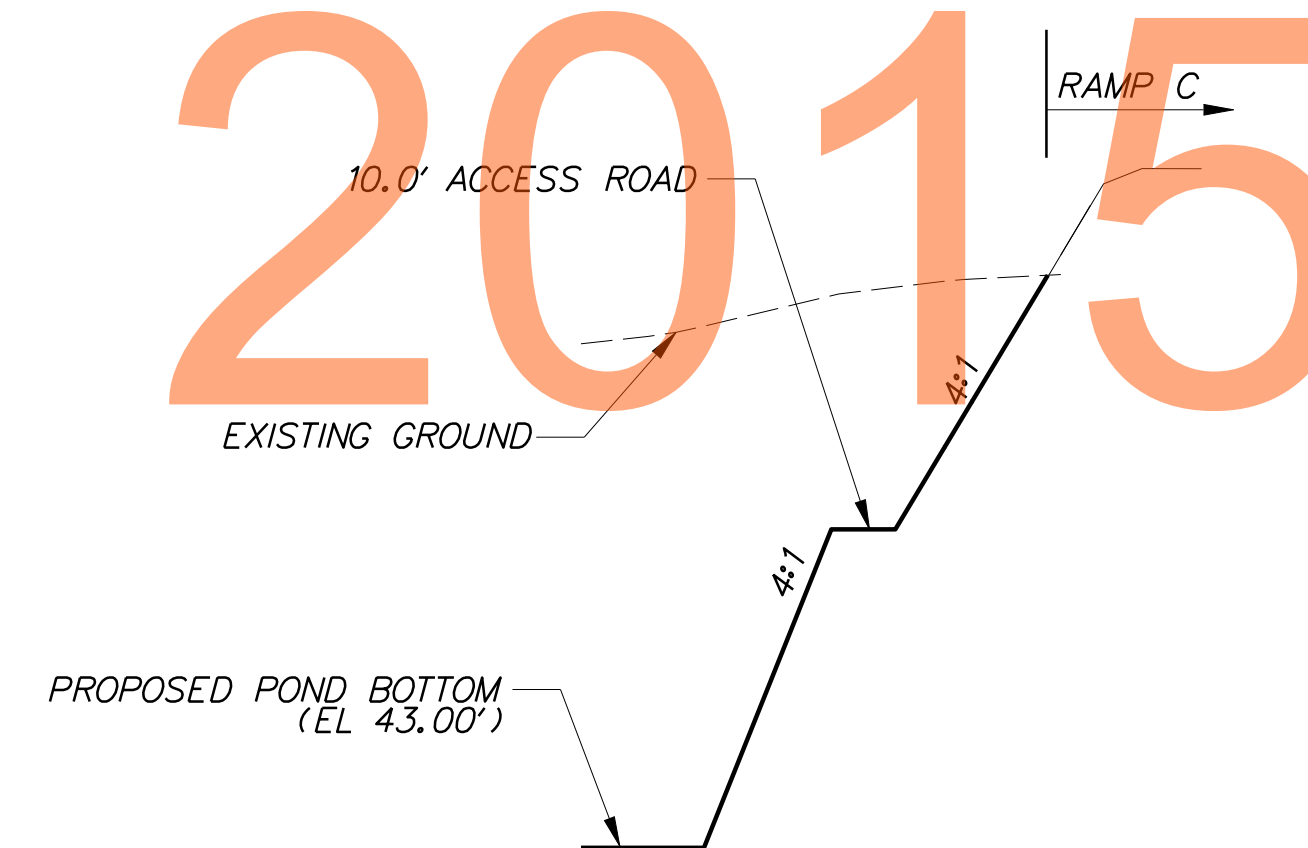 2015
RAMP C
10.0' ACCESS ROAD
4:1
EXISTING GROUND
4:1
PROPOSED POND BOTTOM
(EL 43.00')